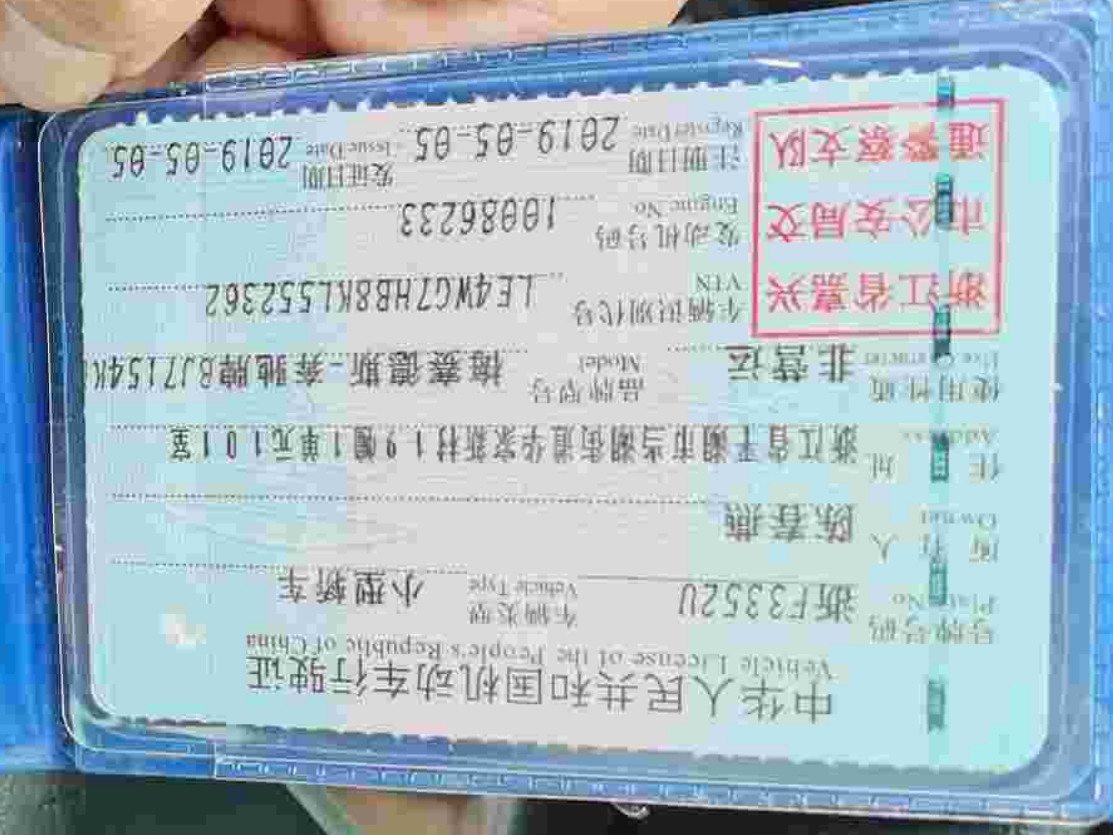 中华人民共和国机动车行驶证
Vehicle License of the People's Republic of China
号牌号码 Plate No 浙F3352U 车辆类型 Vehicle Type 小型轿车
所有人 Owner 陈春燕
住址 Address 浙江省平湖市当湖街道华家新村19幢1单元101室
使用性质 Use Character 非营运 品牌型号 Model 梅赛德斯-奔驰牌BJ7154K
浙江省嘉兴
市公安局交
通警察支队
车辆识别代号 VIN LE4WG7HB8KL552362
发动机号码 Engine No 10086233
注册日期 Register Date 2019-05-05 发证日期 Issue Date 2019-05-05